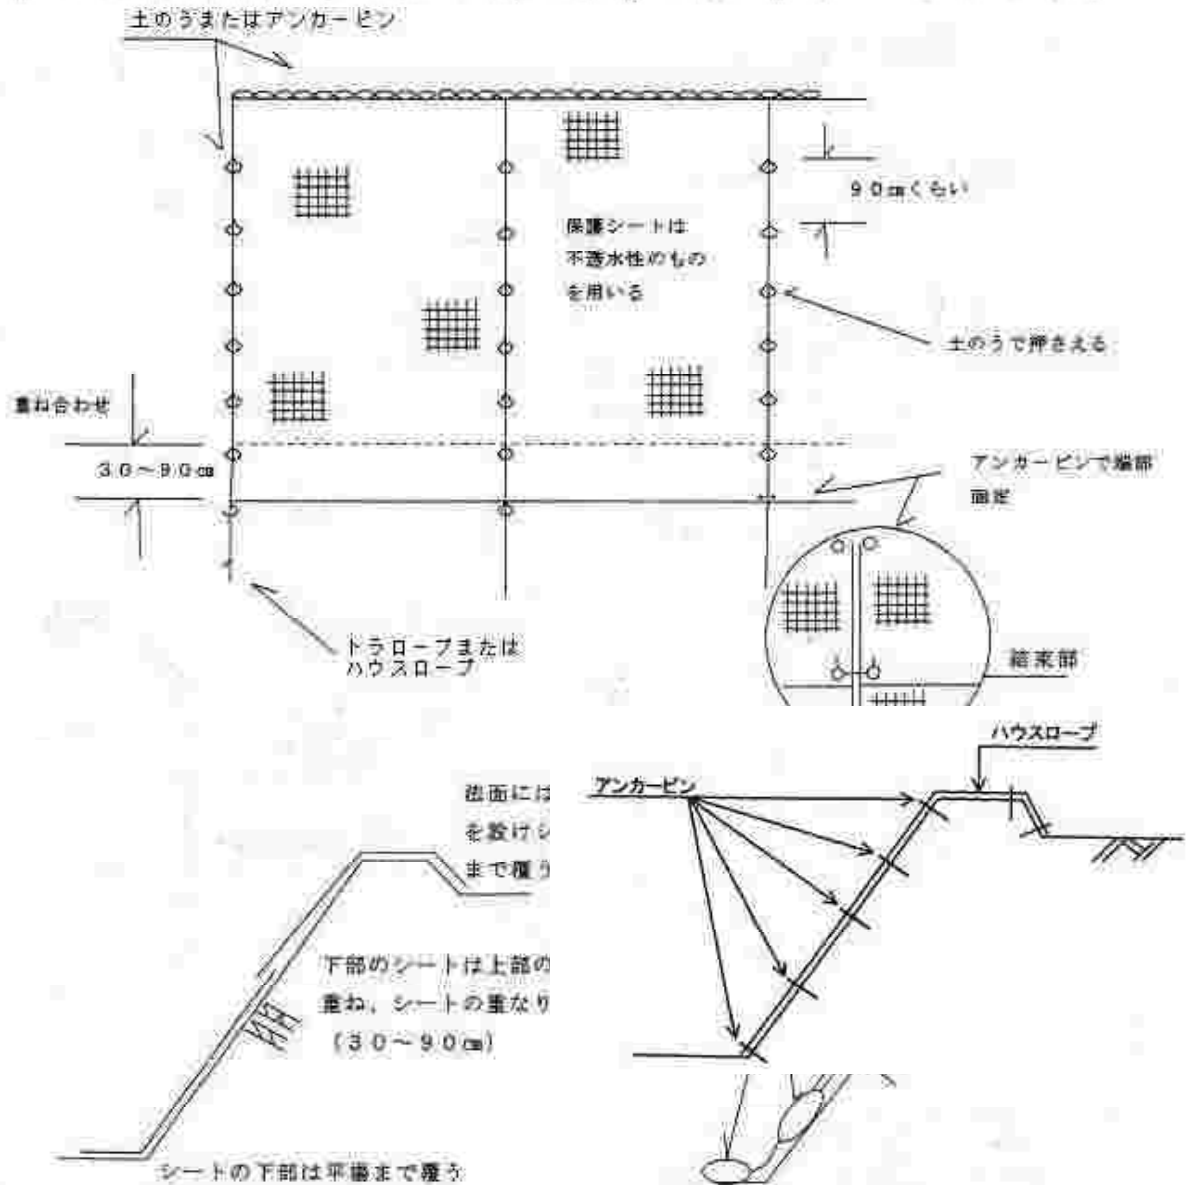 土のうまたはアンカーピン
90㎝くらい
保護シートは
不透水性のもの
を用いる
土のうで押さえる
重ね合わせ
30～90㎝
アンカーピンで端部
固定
トラロープまたは
ハウスロープ
結束部
ハウスロープ
アンカーピン
法面には
を設けシ
まで覆う
下部のシートは上部の
重ね、シートの重なり
(30～90㎝)
シートの下部は平場まで覆う